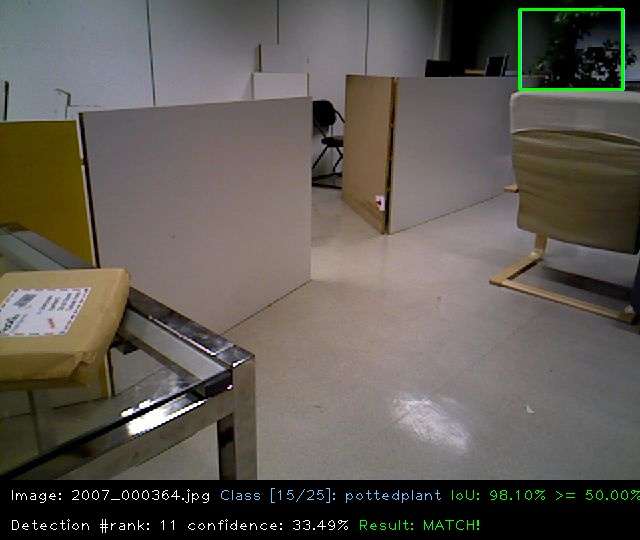 Image: 2007_000364.jpg Class [15/25]: pottedplant IoU: 98.10% >= 50.00%
Detection #rank: 11 confidence: 33.49% Result: MATCH!